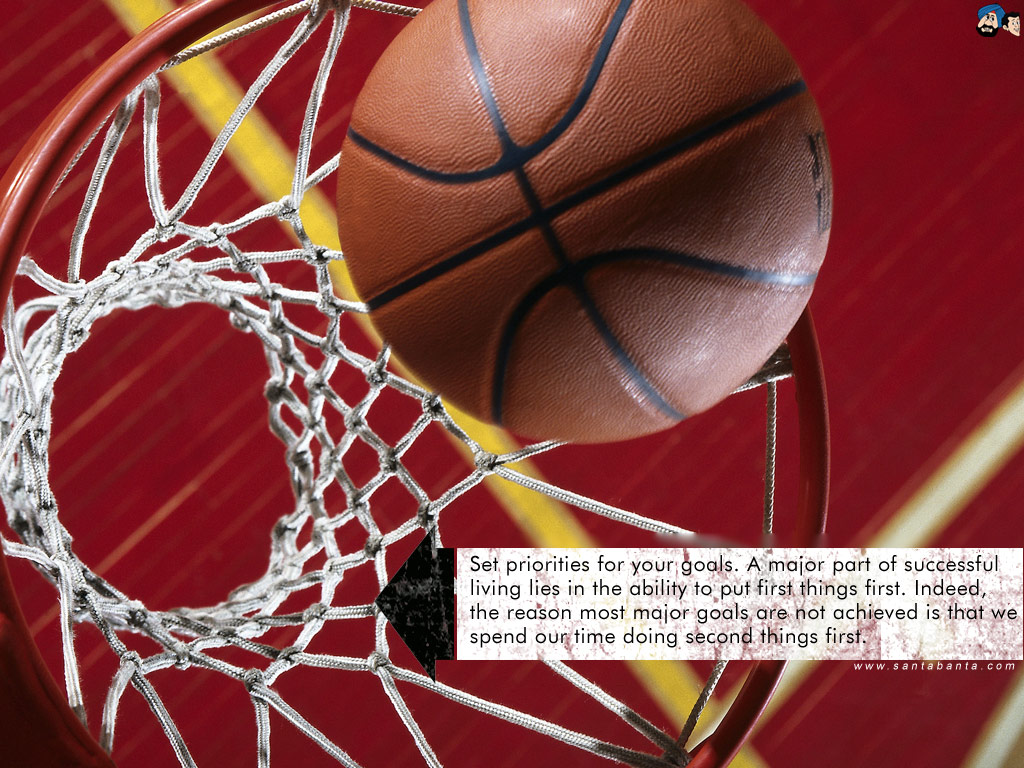 Set priorities for your goals. A major part of successful
living lies in the ability to put first things first. Indeed,
the reason most major goals are not achieved is that we
spend our time doing second things first.
www.santabanta.com